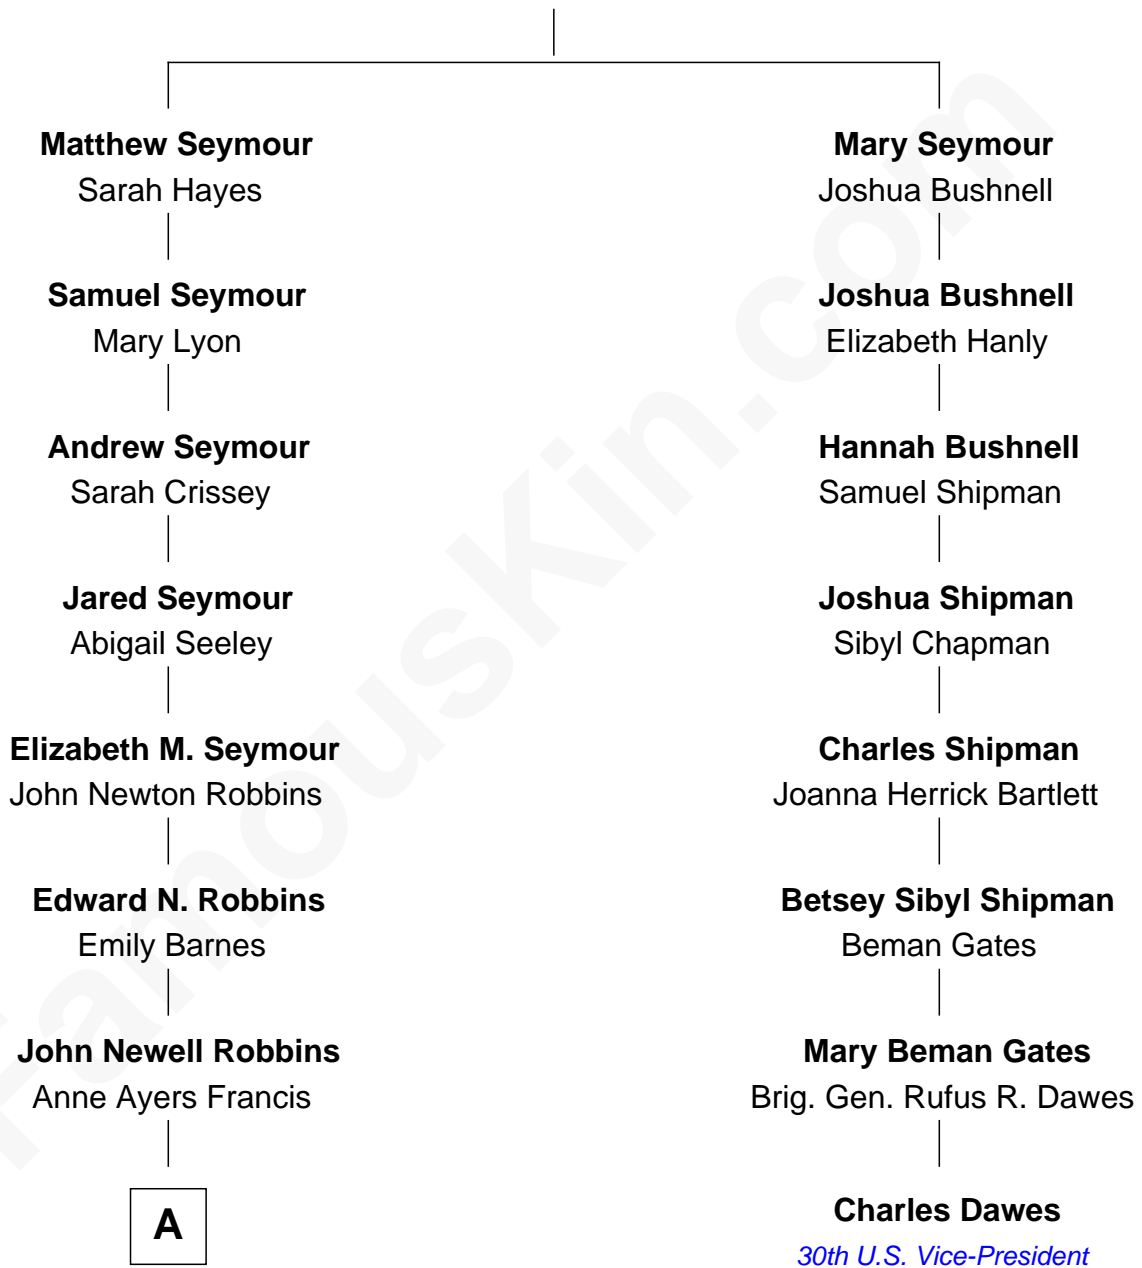 Matthew Seymour
Sarah Hayes
Samuel Seymour
Mary Lyon
Andrew Seymour
Sarah Crissey
Jared Seymour
Abigail Seeley
Elizabeth M. Seymour
John Newton Robbins
Edward N. Robbins
Emily Barnes
John Newell Robbins
Anne Ayers Francis
A
Mary Seymour
Joshua Bushnell
Joshua Bushnell
Elizabeth Hanly
Hannah Bushnell
Samuel Shipman
Joshua Shipman
Sibyl Chapman
Charles Shipman
Joanna Herrick Bartlett
Betsey Sibyl Shipman
Beman Gates
Mary Beman Gates
Brig. Gen. Rufus R. Dawes
Charles Dawes
30th U.S. Vice-President
FamousKin.com